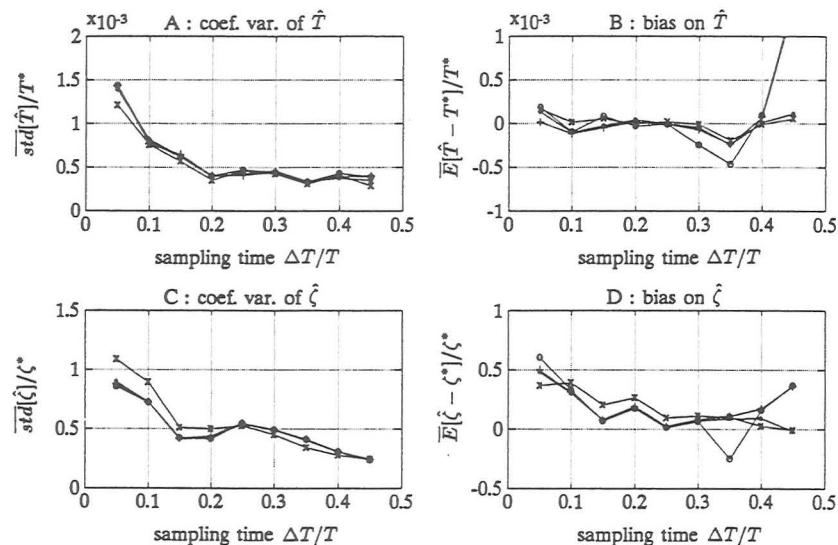 x10-3
A : coef. var. of T̂
2
1.5
1
0.5
0
0 0.1 0.2 0.3 0.4 0.5
std[T̂]/T*
sampling time ΔT/T
x10-3
B : bias on T̂
1
0.5
0
-0.5
-1
0 0.1 0.2 0.3 0.4 0.5
E[T̂ − T*]/T*
sampling time ΔT/T
C : coef. var. of ζ̂
1.5
1
0.5
0
0 0.1 0.2 0.3 0.4 0.5
std[ζ̂]/ζ*
sampling time ΔT/T
D : bias on ζ̂
1
0.5
0
-0.5
0 0.1 0.2 0.3 0.4 0.5
E[ζ̂ − ζ*]/ζ*
sampling time ΔT/T